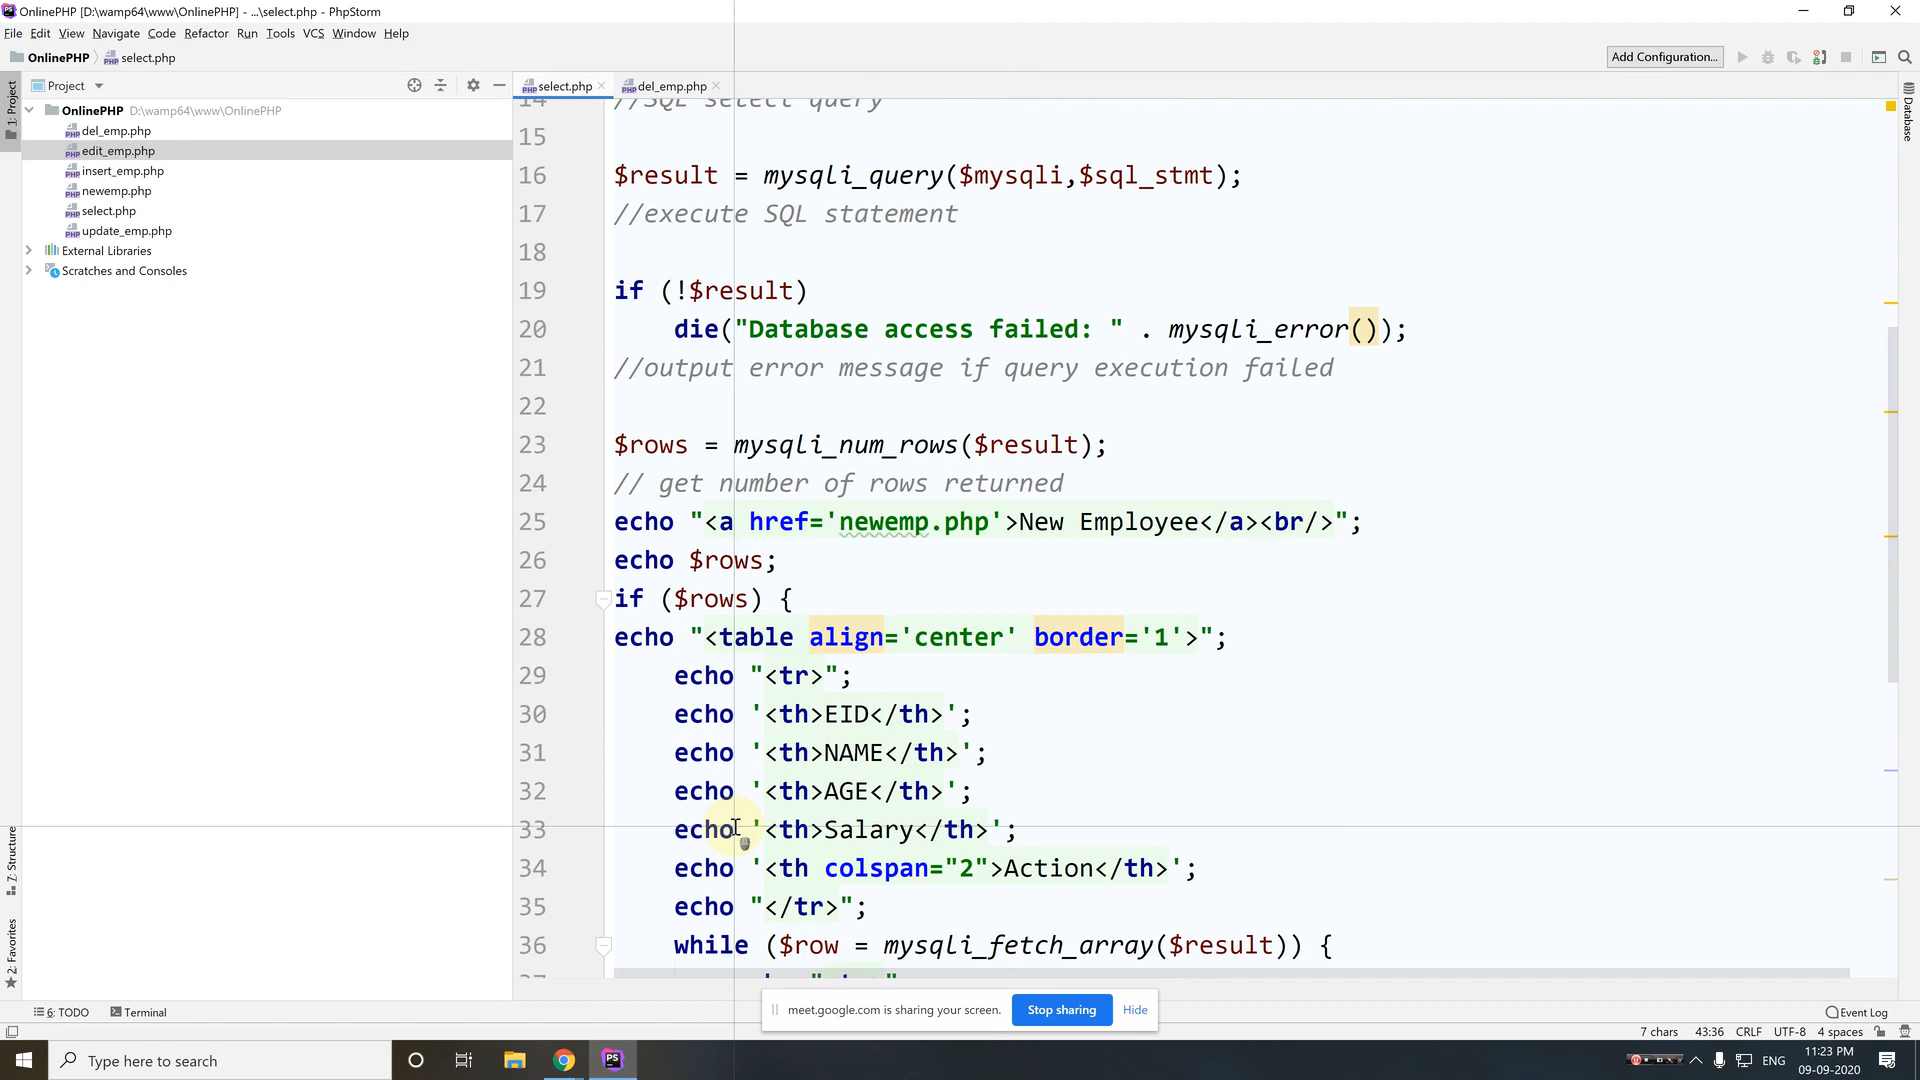 OnlinePHP [D:\wamp64\www\OnlinePHP] - ...\select.php - PhpStorm
File Edit View Navigate Code Refactor Run Tools VCS Window Help
OnlinePHP select.php
Add Configuration...
Project
select.php
del_emp.php
1: Project
Database
OnlinePHP D:\wamp64\www\OnlinePHP
del_emp.php
edit_emp.php
insert_emp.php
newemp.php
select.php
update_emp.php
External Libraries
Scratches and Consoles
14 //SQL select query
15
16 $result = mysqli_query($mysqli,$sql_stmt);
17 //execute SQL statement
18
19 if (!$result)
20 die("Database access failed: " . mysqli_error());
21 //output error message if query execution failed
22
23 $rows = mysqli_num_rows($result);
24 // get number of rows returned
25 echo "<a href='newemp.php'>New Employee</a><br/>";
26 echo $rows;
27 if ($rows) {
28 echo "<table align='center' border='1'>";
29 echo "<tr>";
30 echo '<th>EID</th>';
31 echo '<th>NAME</th>';
32 echo '<th>AGE</th>';
33 echo '<th>Salary</th>';
34 echo '<th colspan="2">Action</th>';
35 echo "</tr>";
36 while ($row = mysqli_fetch_array($result)) {
7: Structure
2: Favorites
meet.google.com is sharing your screen. Stop sharing Hide
6: TODO Terminal
Event Log
7 chars 43:36 CRLF UTF-8 4 spaces
Type here to search
PS
ENG
11:23 PM
09-09-2020